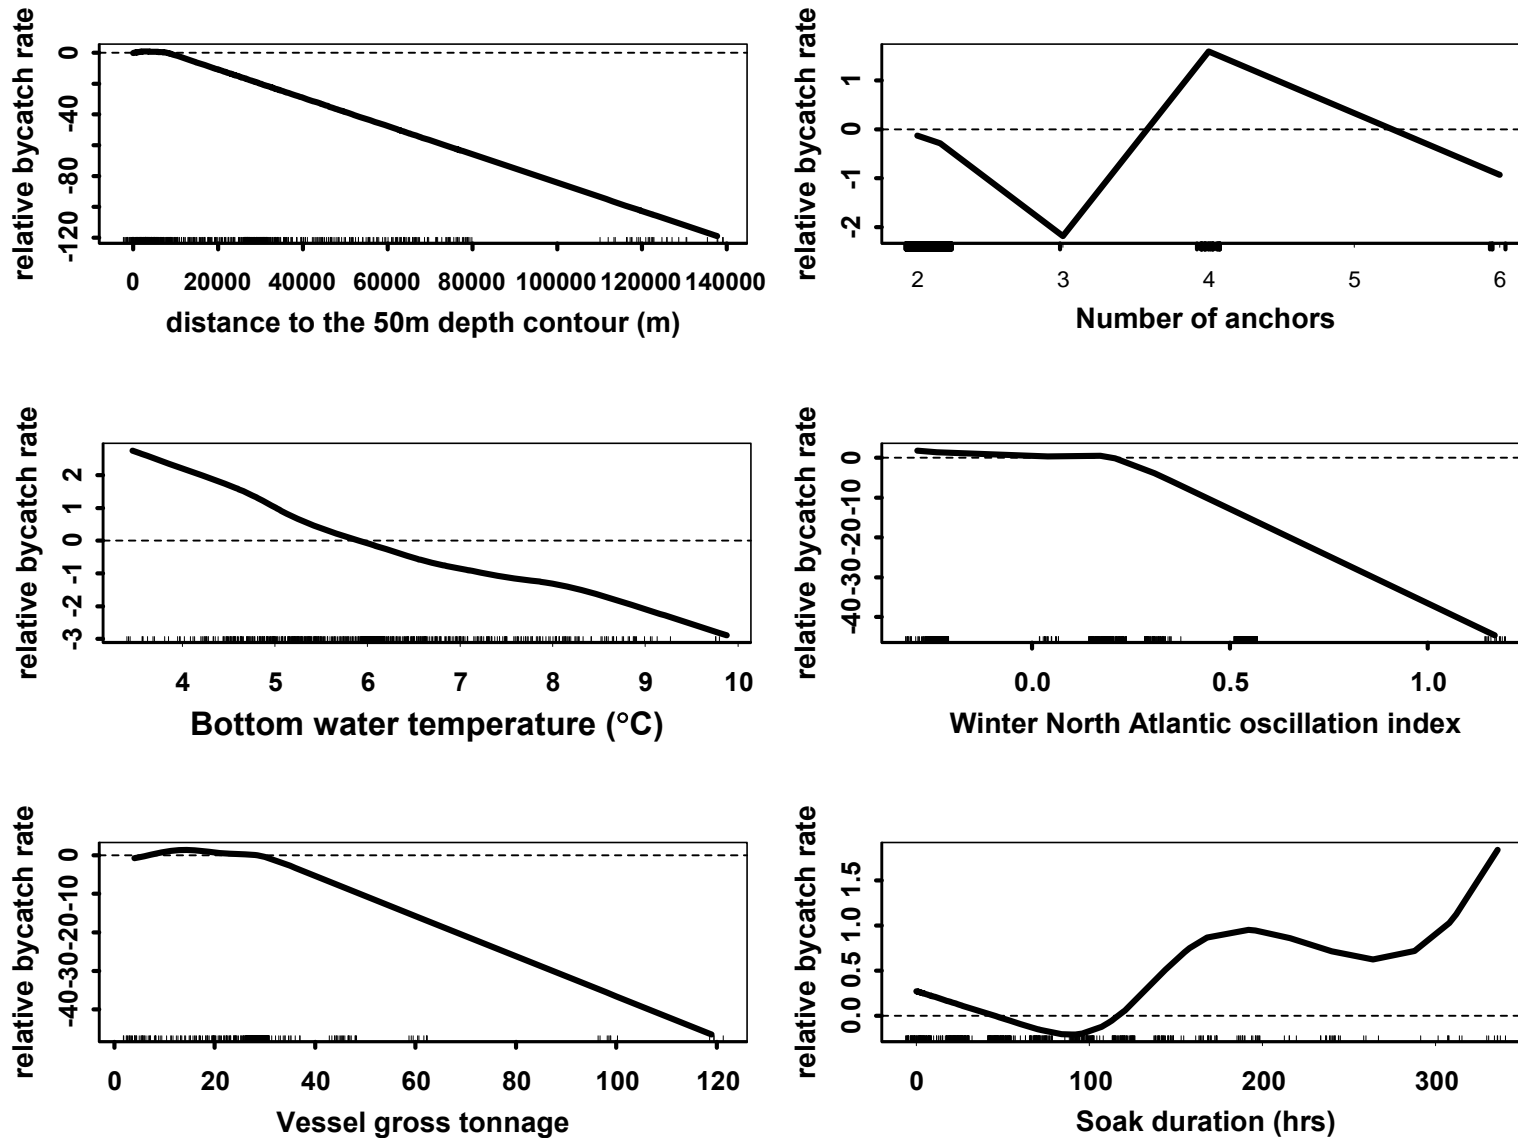 relative bycatch rate
0
-40
-80
-120
0 20000 40000 60000 80000 100000 120000 140000
distance to the 50m depth contour (m)
relative bycatch rate
1
0
-1
-2
2 3 4 5 6
Number of anchors
relative bycatch rate
2
1
0
-1
-2
-3
4 5 6 7 8 9 10
Bottom water temperature (°C)
relative bycatch rate
0
-10
-20
-30
-40
0.0 0.5 1.0
Winter North Atlantic oscillation index
relative bycatch rate
0
-10
-20
-30
-40
0 20 40 60 80 100 120
Vessel gross tonnage
relative bycatch rate
1.5
1.0
0.5
0.0
0 100 200 300
Soak duration (hrs)